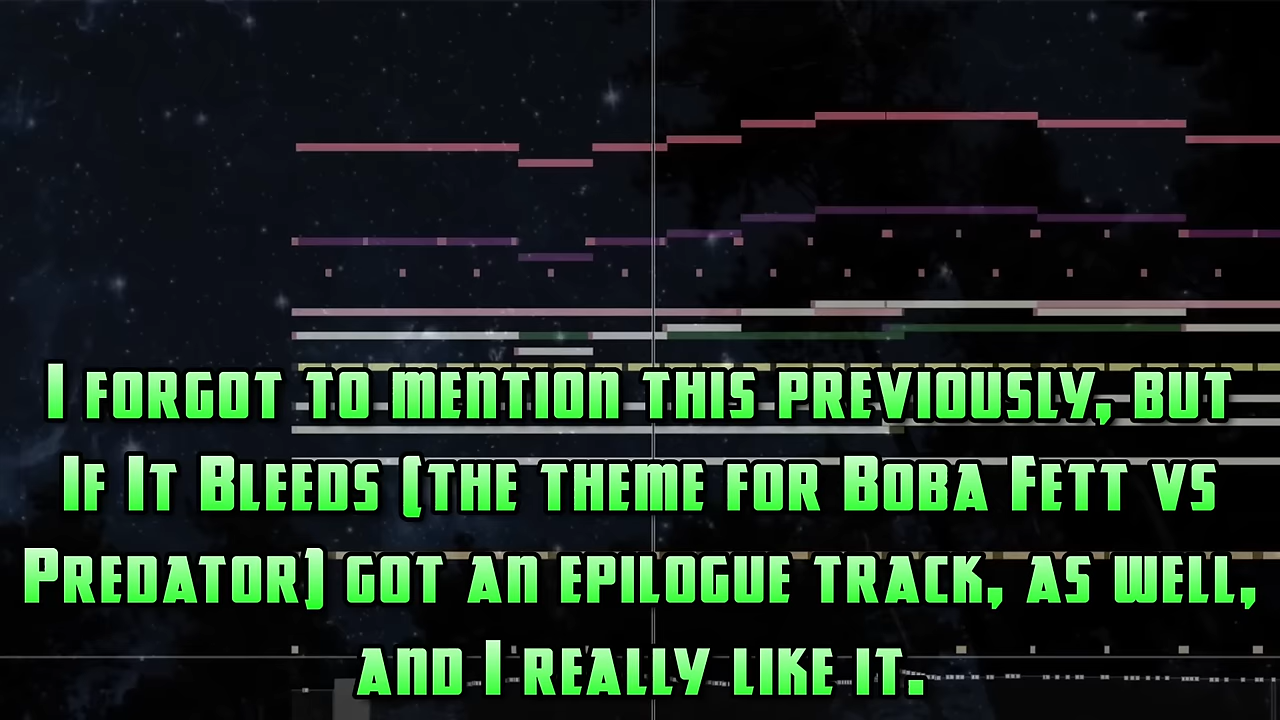 I forgot to mention this previously, but
If It Bleeds (the theme for Boba Fett vs
Predator) got an epilogue track, as well,
and I really like it.